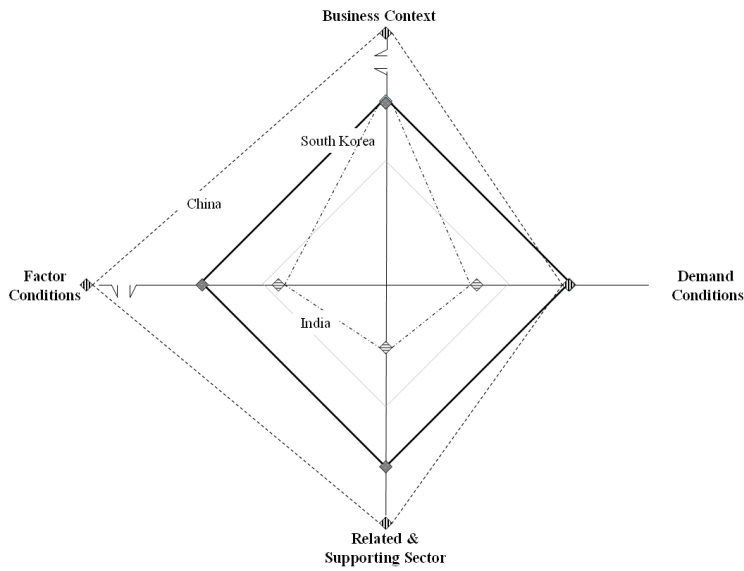 Business Context
South Korea
China
Factor
Conditions
Demand
Conditions
India
Related &
Supporting Sector